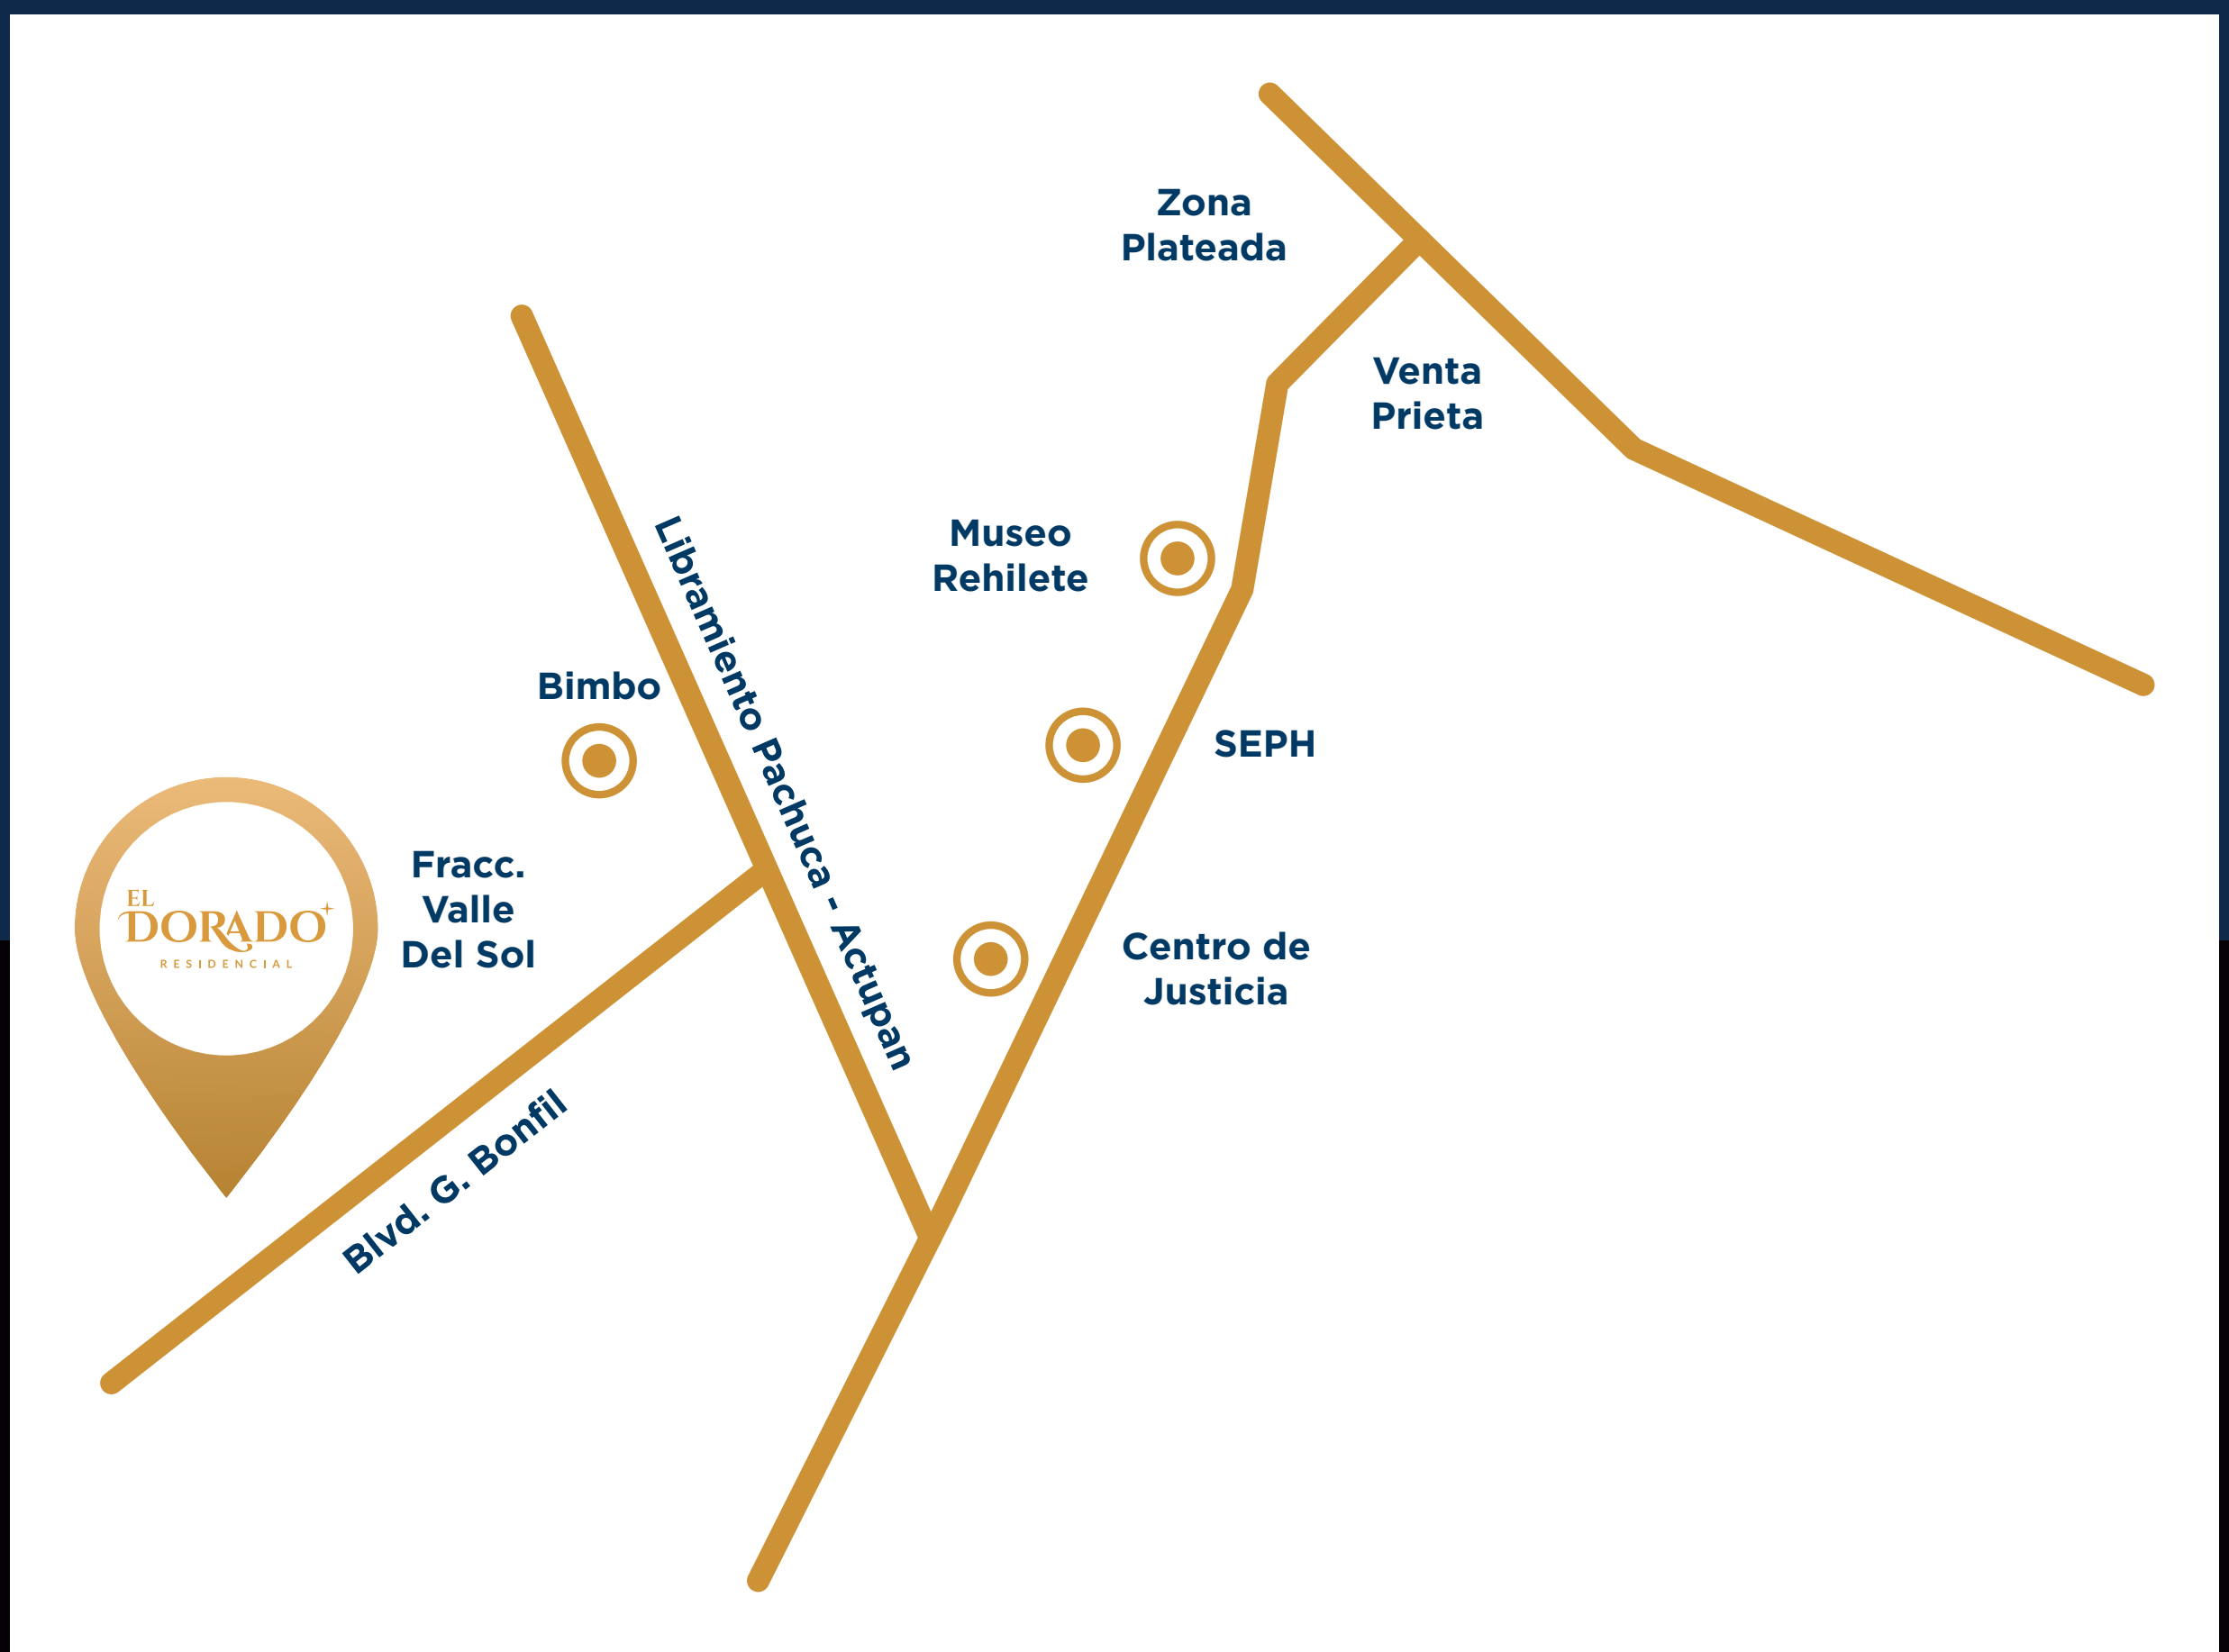 Zona
Plateada
Venta
Prieta
Museo
Rehilete
Libramiento Pachuca - Actupan
Bimbo
SEPH
Fracc.
Valle
Del Sol
EL
DORADO
RESIDENCIAL
Centro de
Justicia
Blvd. G. Bonfil